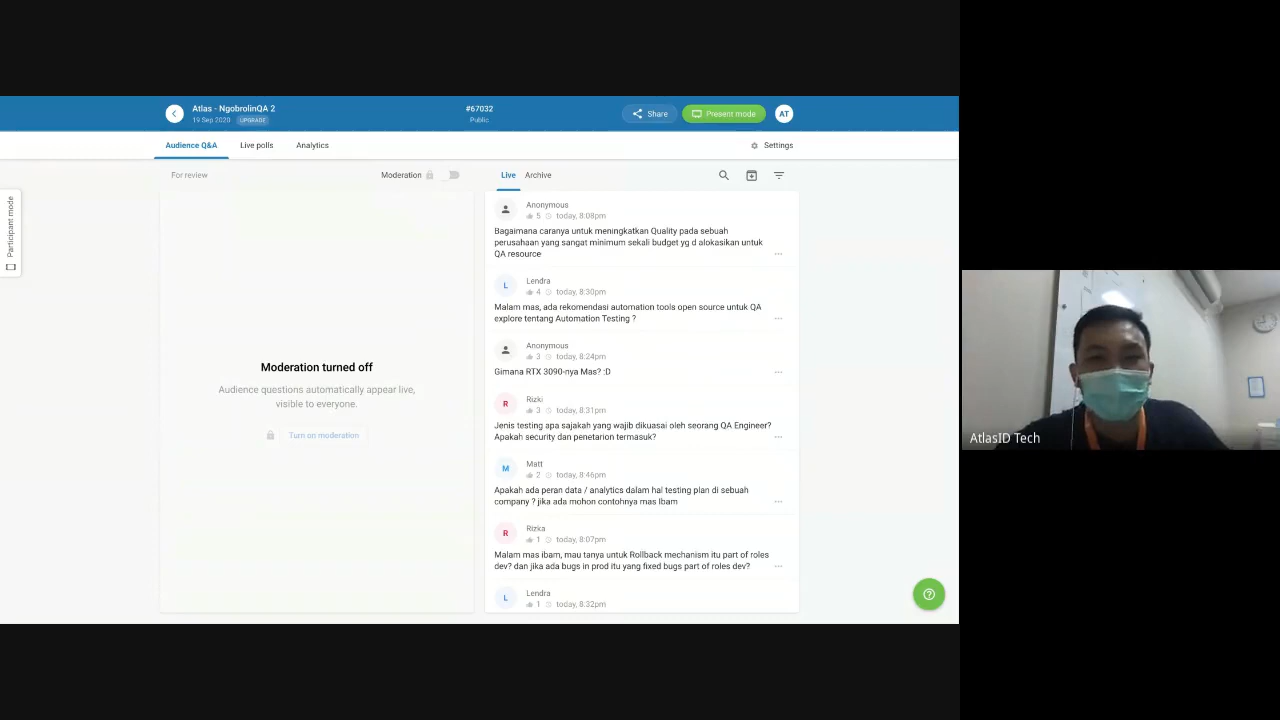 Atlas - NgobrolinQA 2
19 Sep 2020 UPGRADE
#67032
Public
Share
Present mode
AT
Audience Q&A
Live polls
Analytics
Settings
For review
Moderation
Live
Archive
Participant mode
Moderation turned off
Audience questions automatically appear live,
visible to everyone.
Turn on moderation
Anonymous
5 today, 8:08pm
Bagaimana caranya untuk meningkatkan Quality pada sebuah
perusahaan yang sangat minimum sekali budget yg d alokasikan untuk
QA resource
L
Lendra
4 today, 8:30pm
Malam mas, ada rekomendasi automation tools open source untuk QA
explore tentang Automation Testing ?
Anonymous
3 today, 8:24pm
Gimana RTX 3090-nya Mas? :D
R
Rizki
3 today, 8:31pm
Jenis testing apa sajakah yang wajib dikuasai oleh seorang QA Engineer?
Apakah security dan penetarion termasuk?
M
Matt
2 today, 8:46pm
Apakah ada peran data / analytics dalam hal testing plan di sebuah
company ? jika ada mohon contohnya mas Ibam
R
Rizka
1 today, 8:07pm
Malam mas ibam, mau tanya untuk Rollback mechanism itu part of roles
dev? dan jika ada bugs in prod itu yang fixed bugs part of roles dev?
L
Lendra
1 today, 8:32pm
AtlasID Tech